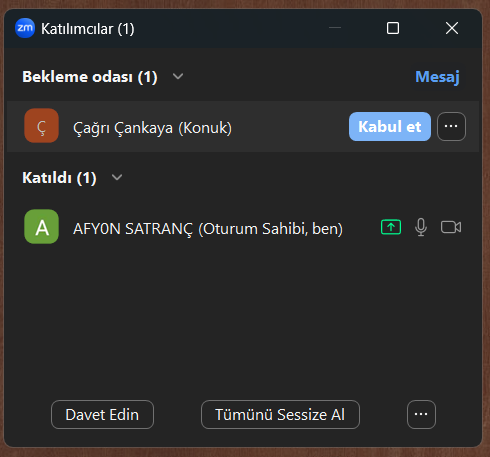 zm Katılımcılar (1)
Bekleme odası (1)
Mesaj
Ç Çağrı Çankaya (Konuk)
Kabul et
Katıldı (1)
A AFY0N SATRANÇ (Oturum Sahibi, ben)
Davet Edin
Tümünü Sessize Al